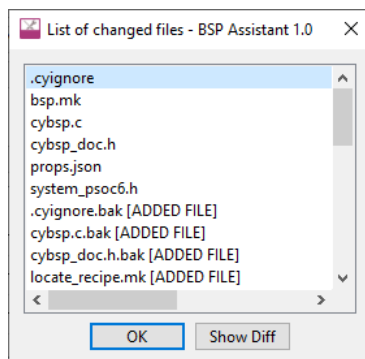 List of changed files - BSP Assistant 1.0
.cyignore
bsp.mk
cybsp.c
cybsp_doc.h
props.json
system_psoc6.h
.cyignore.bak [ADDED FILE]
cybsp.c.bak [ADDED FILE]
cybsp_doc.h.bak [ADDED FILE]
locate_recipe.mk [ADDED FILE]
OK
Show Diff